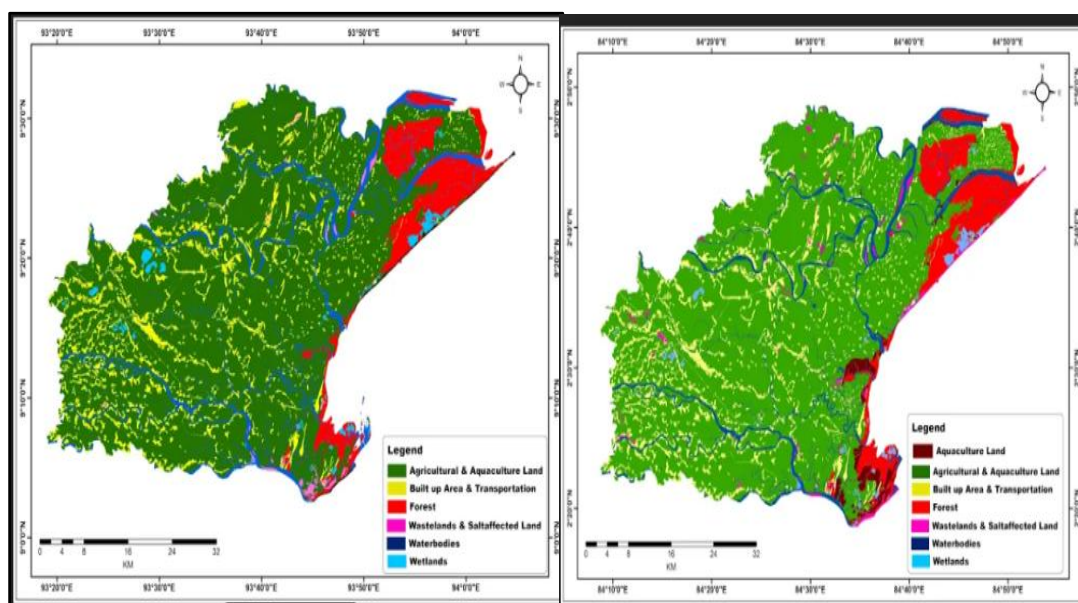 93°20'0"E 93°30'0"E 93°40'0"E 93°50'0"E 94°0'0"E
N
W E
S
Legend
Agricultural & Aquaculture Land
Built up Area & Transportation
Forest
Wastelands & Saltaffected Land
Waterbodies
Wetlands
0 4 8 16 24 32
KM
93°20'0"E 93°30'0"E 93°40'0"E 93°50'0"E 94°0'0"E
84°10'0"E 84°20'0"E 84°30'0"E 84°40'0"E 84°50'0"E
N
W E
S
Legend
Aquaculture Land
Agricultural & Aquaculture Land
Built up Area & Transportation
Forest
Wastelands & Saltaffected Land
Waterbodies
Wetlands
0 4 8 16 24 32
KM
84°10'0"E 84°20'0"E 84°30'0"E 84°40'0"E 84°50'0"E